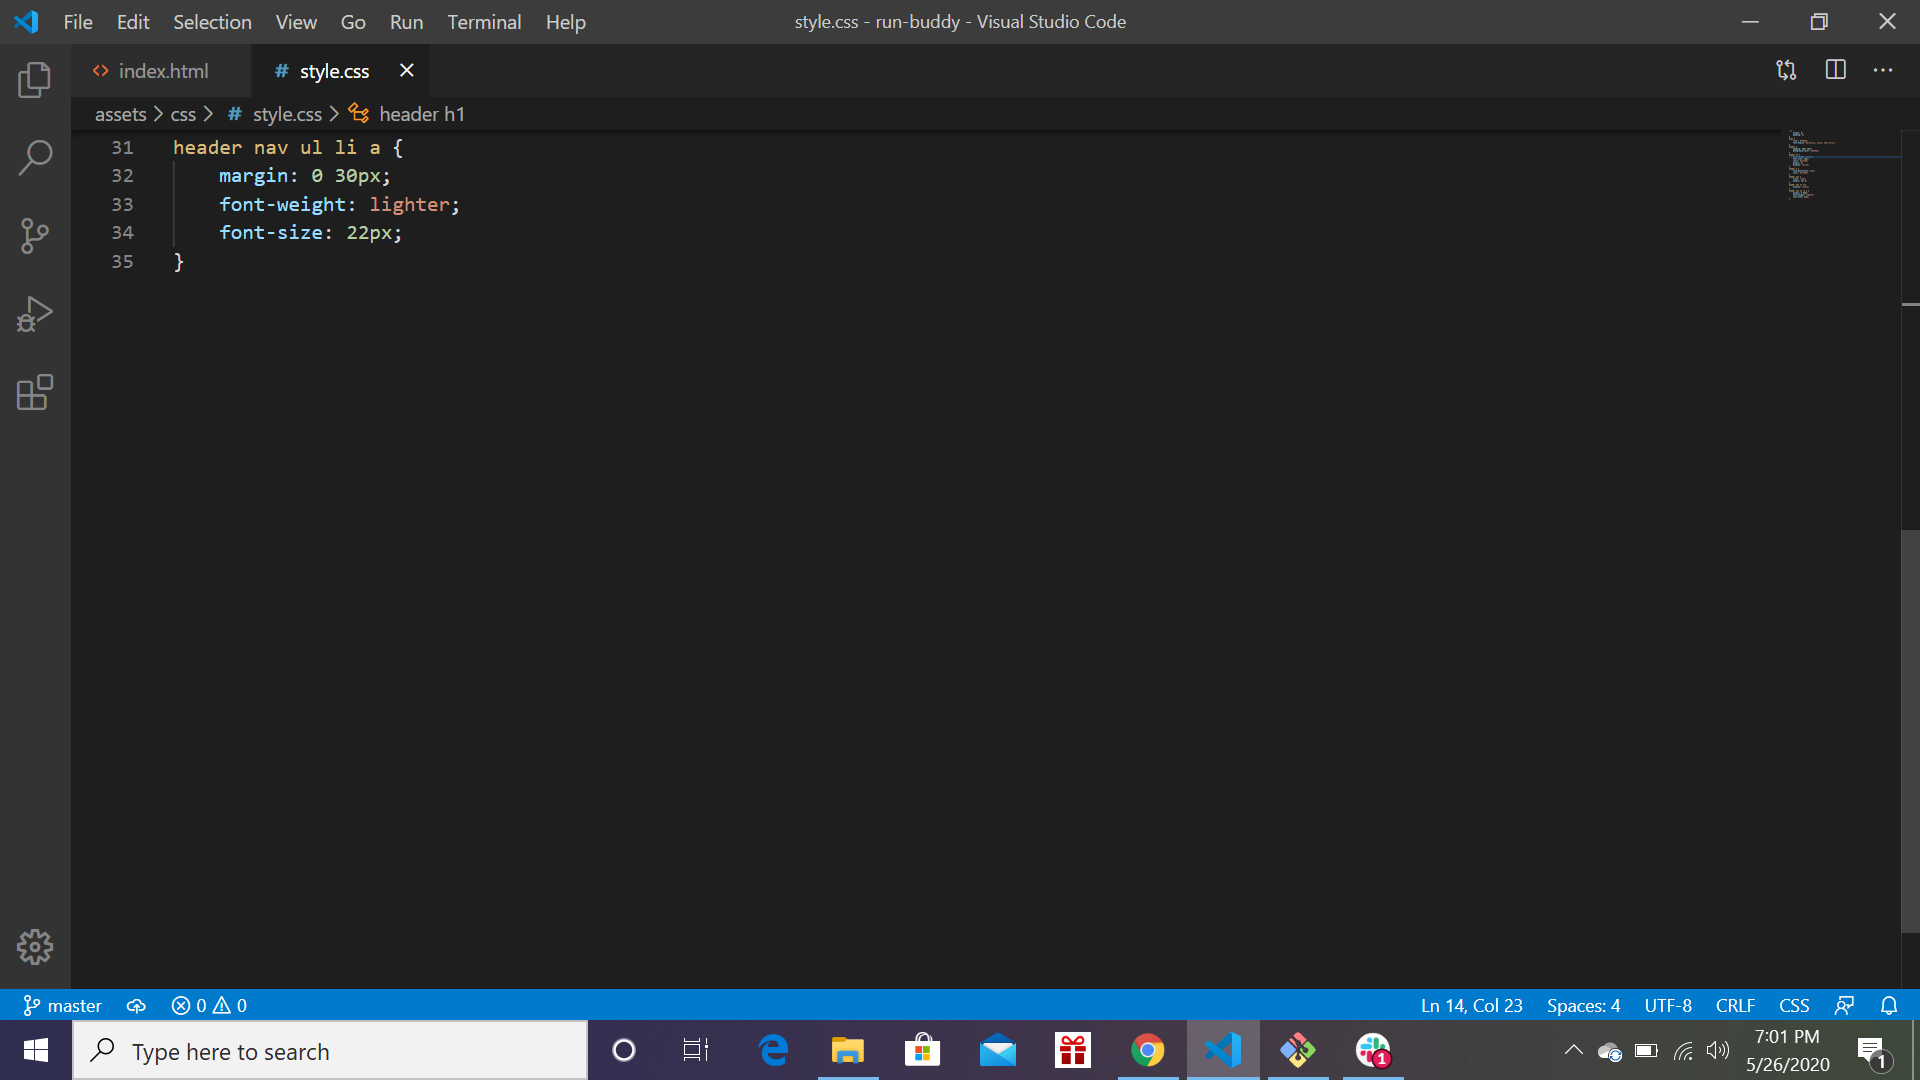 File Edit Selection View Go Run Terminal Help
style.css - run-buddy - Visual Studio Code
index.html
# style.css
assets > css > # style.css > header h1
31 header nav ul li a {
32 margin: 0 30px;
33 font-weight: lighter;
34 font-size: 22px;
35 }
master 0 0
Ln 14, Col 23 Spaces: 4 UTF-8 CRLF CSS
Type here to search
1
7:01 PM
5/26/2020
1